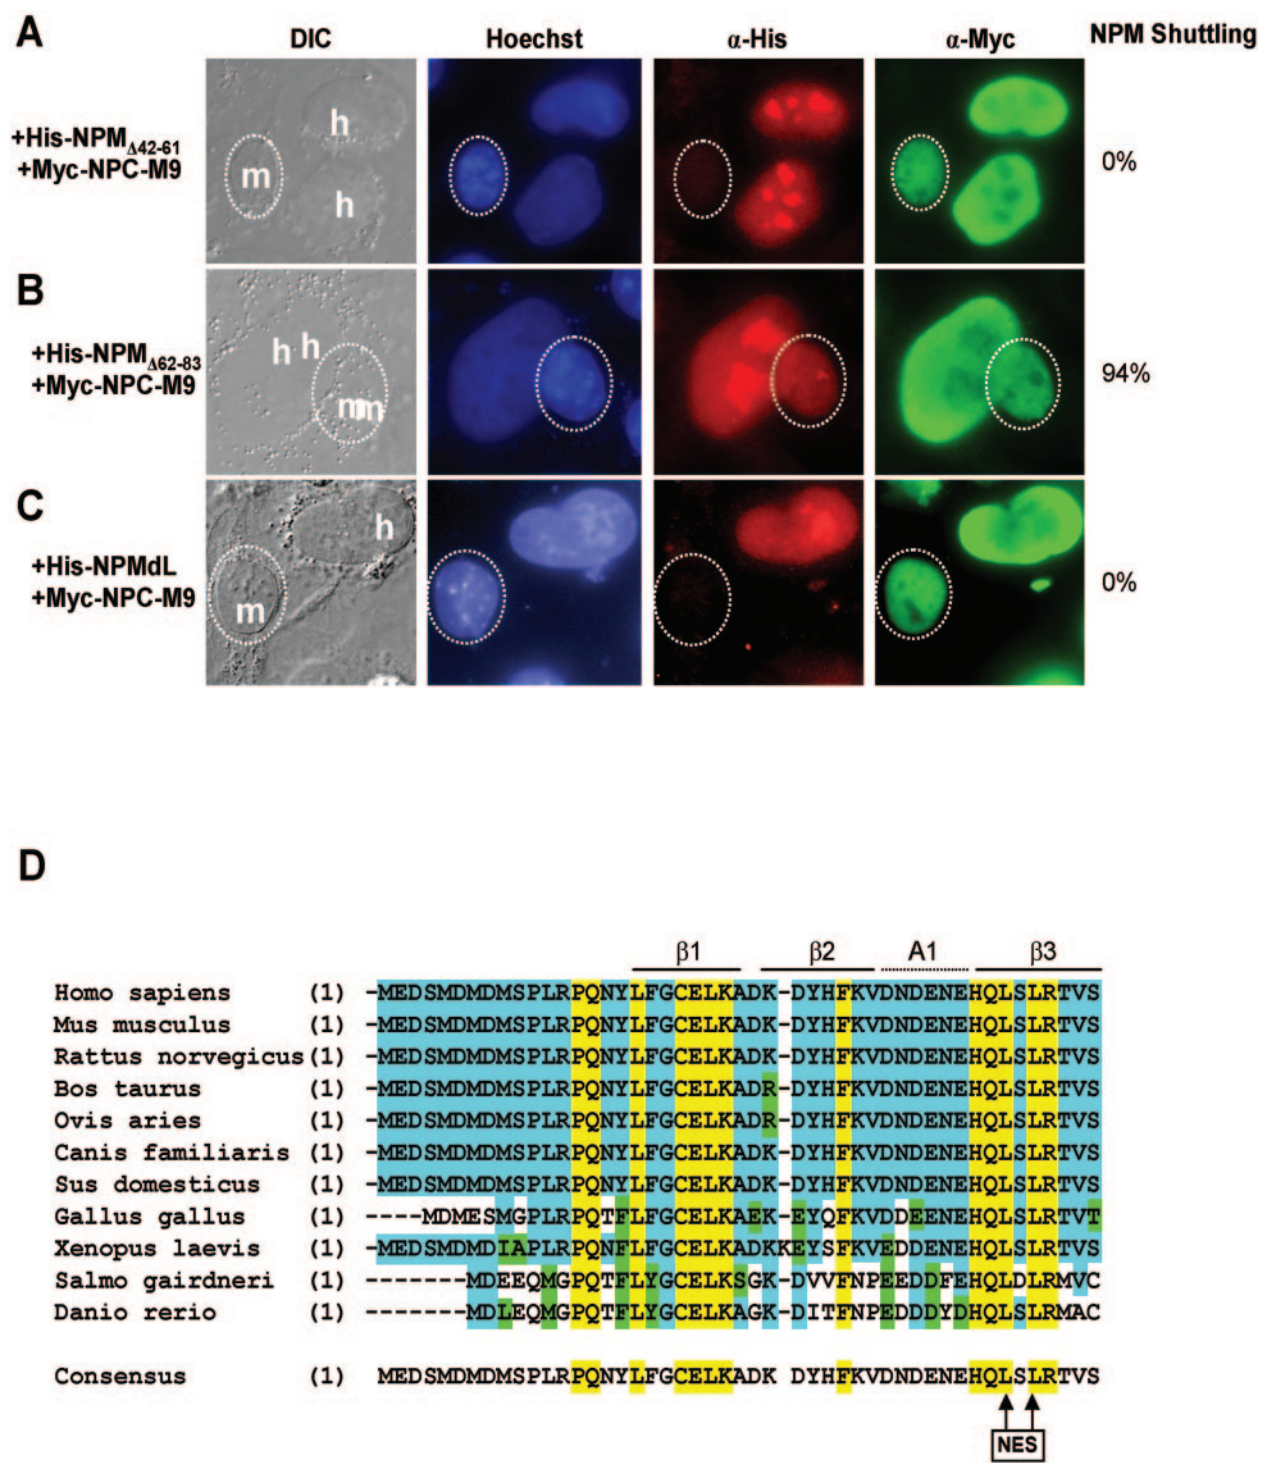 A
DIC Hoechst α-His α-Myc NPM Shuttling
+His-NPMΔ42-61
+Myc-NPC-M9
h
m
h
0%
B
+His-NPMΔ62-83
+Myc-NPC-M9
h h
m m
94%
C
+His-NPMdL
+Myc-NPC-M9
h
m
0%
D
β1 β2 A1 β3
Homo sapiens (1) -MEDSMDMDMSPLRPQNYLFGCELKADK-DYHFKVDNDENEHQLSLRTVS
Mus musculus (1) -MEDSMDMDMSPLRPQNYLFGCELKADK-DYHFKVDNDENEHQLSLRTVS
Rattus norvegicus (1) -MEDSMDMDMSPLRPQNYLFGCELKADK-DYHFKVDNDENEHQLSLRTVS
Bos taurus (1) -MEDSMDMDMSPLRPQNYLFGCELKADR-DYHFKVDNDENEHQLSLRTVS
Ovis aries (1) -MEDSMDMDMSPLRPQNYLFGCELKADR-DYHFKVDNDENEHQLSLRTVS
Canis familiaris (1) -MEDSMDMDMSPLRPQNYLFGCELKADK-DYHFKVDNDENEHQLSLRTVS
Sus domesticus (1) -MEDSMDMDMSPLRPQNYLFGCELKADK-DYHFKVDNDENEHQLSLRTVS
Gallus gallus (1) ----MDMESMGPLRPQTFLFGCELKAEK-EYQFKVDDEENEHQLSLRTVT
Xenopus laevis (1) -MEDSMDMDIAPLRPQNFLFGCELKADKKEYSFKVEDDENEHQLSLRTVS
Salmo gairdneri (1) -------MDEEQMGPQTFLYGCELKSGK-DVVFNPEEDDFEHQLDLRMVC
Danio rerio (1) -------MDLEQMGPQTFLYGCELKAGK-DITFNPEDDDYDHQLSLRMAC
Consensus (1) MEDSMDMDMSPLRPQNYLFGCELKADK DYHFKVDNDENEHQLSLRTVS
NES